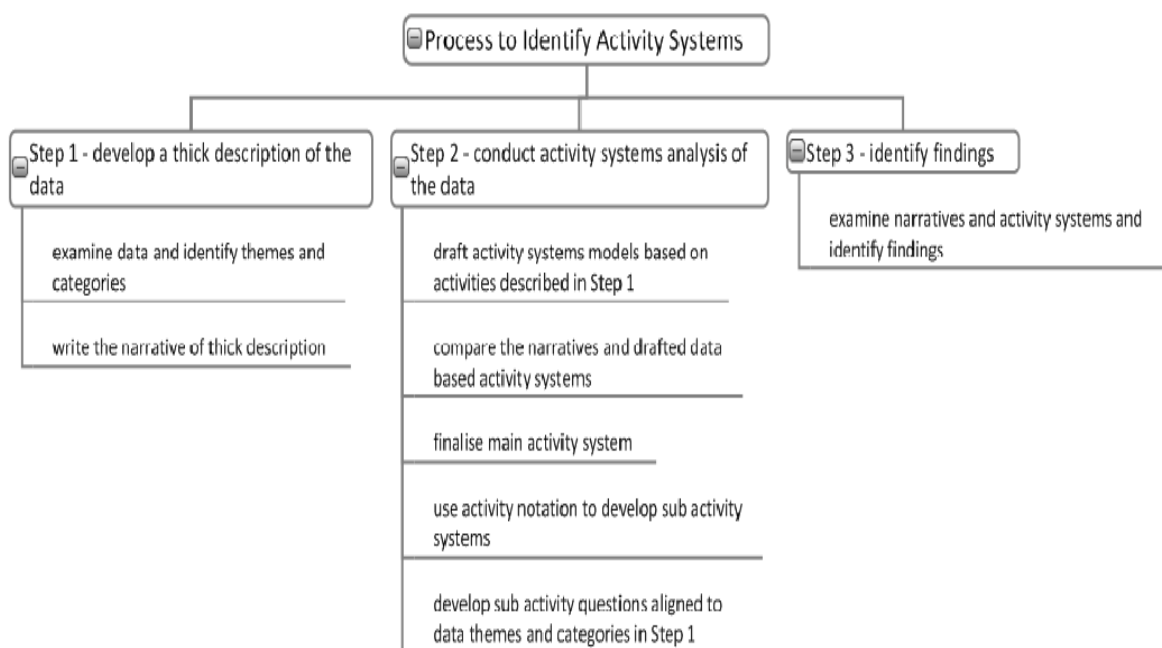 Process to Identify Activity Systems
Step 1 - develop a thick description of the
data
examine data and identify themes and
categories
write the narrative of thick description
Step 2 - conduct activity systems analysis of
the data
draft activity systems models based on
activities described in Step 1
compare the narratives and drafted data
based activity systems
finalise main activity system
use activity notation to develop sub activity
systems
develop sub activity questions aligned to
data themes and categories in Step 1
Step 3 - identify findings
examine narratives and activity systems and
identify findings